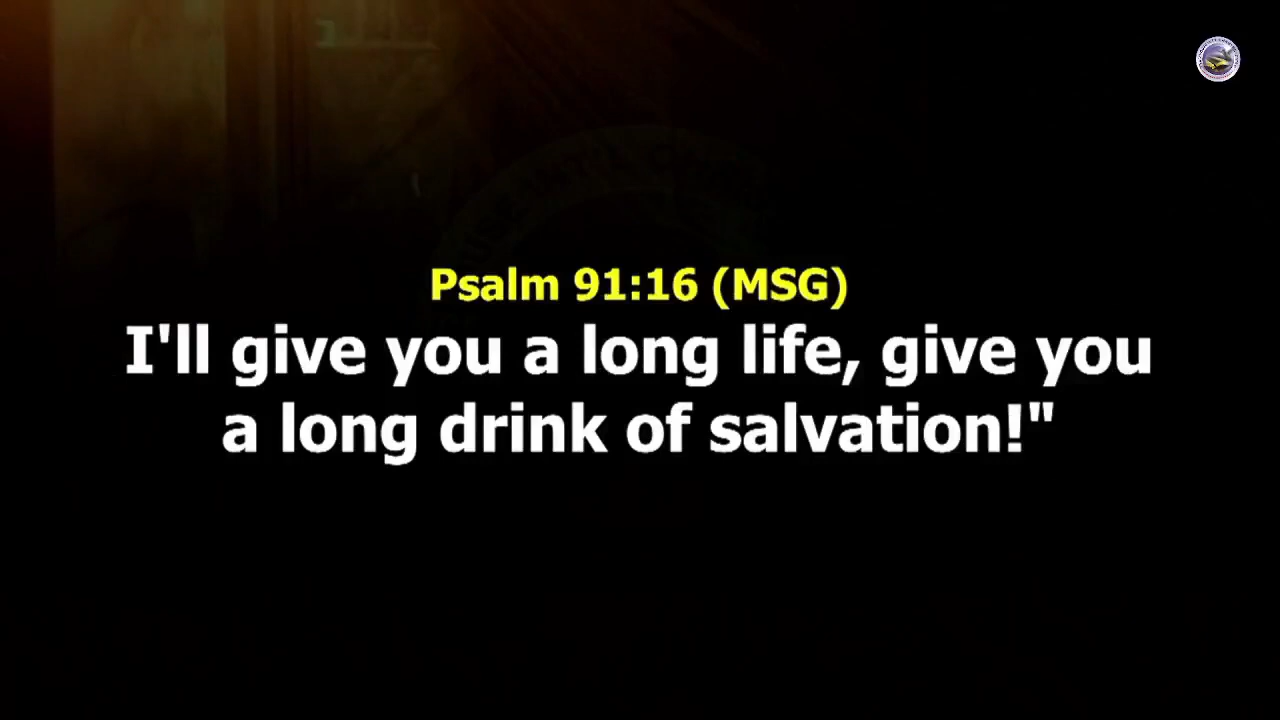 Psalm 91:16 (MSG)
I'll give you a long life, give you
a long drink of salvation!"